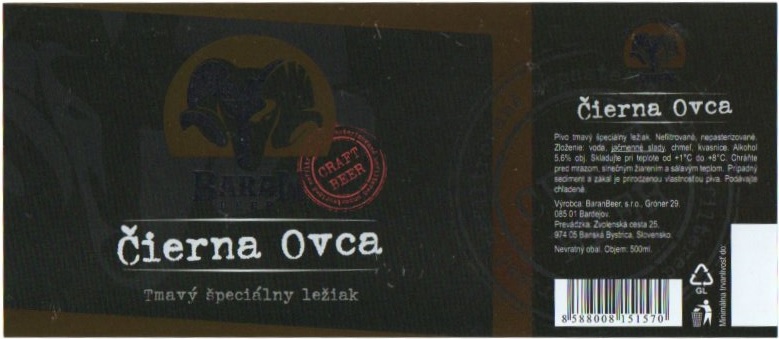 BARAN
CRAFT
BEER
Čierna Ovca
Tmavý špeciálny ležiak
Čierna Ovca
Pivo tmavý špeciálny ležiak. Nefiltrované, nepasterizované.
Zloženie: voda, jačmenné slady, chmeľ, kvasnice. Alkohol
5,6% obj. Skladujte pri teplote od +1°C do +8°C. Chráňte
pred mrazom, slnečným žiarením a sálavým teplom. Prípadný
sediment a zákal je prirodzenou vlastnosťou piva. Podávajte
chladené.
Výrobca: BaranBeer, s.r.o., Gróner 29,
085 01 Bardejov.
Prevádzka: Zvolenská cesta 25,
974 05 Banská Bystrica, Slovensko.
Nevratný obal. Objem: 500ml.
GL
Minimálna trvanlivosť do:
8 588008 151570